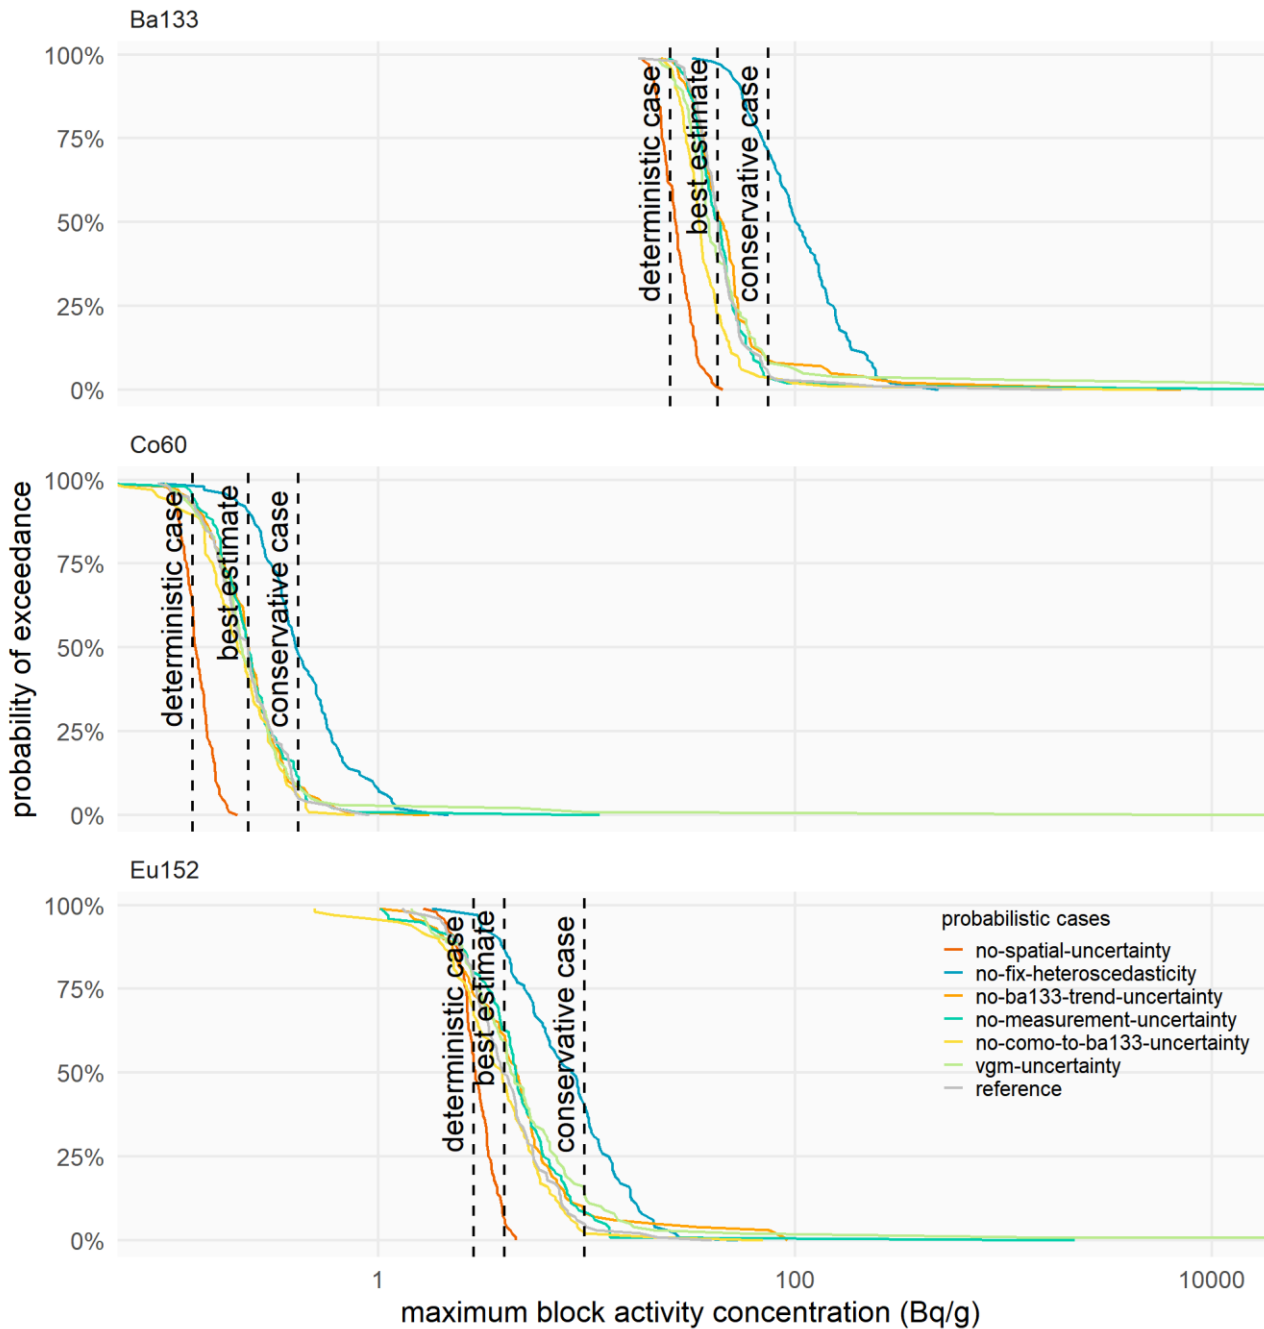 Ba133
100%
75%
50%
25%
0%
deterministic case
best estimate
conservative case
Co60
100%
75%
50%
25%
0%
deterministic case
best estimate
conservative case
probability of exceedance
Eu152
100%
75%
50%
25%
0%
deterministic case
best estimate
conservative case
probabilistic cases
no-spatial-uncertainty
no-fix-heteroscedasticity
no-ba133-trend-uncertainty
no-measurement-uncertainty
no-como-to-ba133-uncertainty
vgm-uncertainty
reference
1
100
10000
maximum block activity concentration (Bq/g)